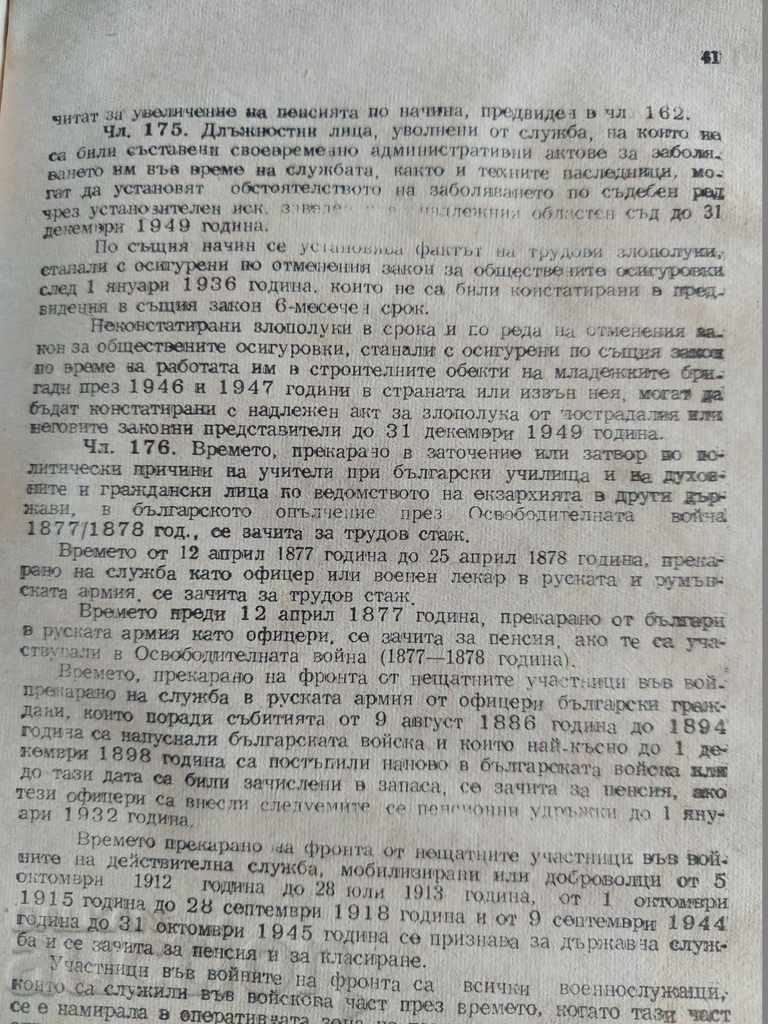 41
читат за увеличение на пенсията по начина, предвиден в чл. 162.
Чл. 175. Длъжностни лица, уволнени от служба, на които не
са били съставени своевременно административни актове за заболя-
ването им във време на службата, както и техните наследници, мо-
гат да установят обстоятелството на заболяването по съдебен ред
чрез установителен иск, заведен в надлежния областен съд до 31
декември 1949 година.
По същия начин се установява фактът на трудови злополуки,
станали с осигурени по отменения закон за обществените осигуровки
след 1 януари 1936 година, които не са били констатирани в пред-
видения в същия закон 6-месечен срок.
Неконстатирани злополуки в срока и по реда на отменения за-
кон за обществените осигуровки, станали с осигурени по същия закон
по време на работата им в строителните обекти на младежките бри-
гади през 1946 и 1947 години в страната или извън нея, могат да
бъдат констатирани с надлежен акт за злополука от пострадалия или
неговите законни представители до 31 декември 1949 година.
Чл. 176. Времето, прекарано в заточение или затвор по по-
литически причини на учители при български училища и на духов-
ните и граждански лица по ведомството на екзархията в други дър-
жави, в българското опълчение през Освободителната война
1877/1878 год., се зачита за трудов стаж.
Времето от 12 април 1877 година до 25 април 1878 година, прека-
рано на служба като офицер или военен лекар в руската и румън-
ската армия, се зачита за трудов стаж.
Времето преди 12 април 1877 година, прекарано от българи
в руската армия като офицери, се зачита за пенсия, ако те са уча-
ствували в Освободителната война (1877—1878 година).
Времето, прекарано на фронта от нещатните участници във вой-
прекарано на служба в руската армия от офицери български граж-
дани, които поради събитията от 9 август 1886 година до 1894
година са напуснали българската войска и които най-късно до 1 де-
кември 1898 година са постъпили наново в българската войска или
до тази дата са били зачислени в запаса, се зачита за пенсия, ако
тези офицери са внесли следуемите се пенсионни удръжки до 1 яну-
ари 1932 година.
Времето прекарано на фронта от нещатните участници във вой-
ните на действителна служба, мобилизирани или доброволци от 5
октомври 1912 година до 28 юли 1913 година, от 1 октомври
1915 година до 28 септември 1918 година и от 9 септември 1944
година до 31 октомври 1945 година се признава за държавна служ-
ба и се зачита за пенсия и за класиране.
Участници във войните на фронта са всички военнослужащи,
които са служили във войскова част през времето, когато тази част
се е намирала в оперативната зона на